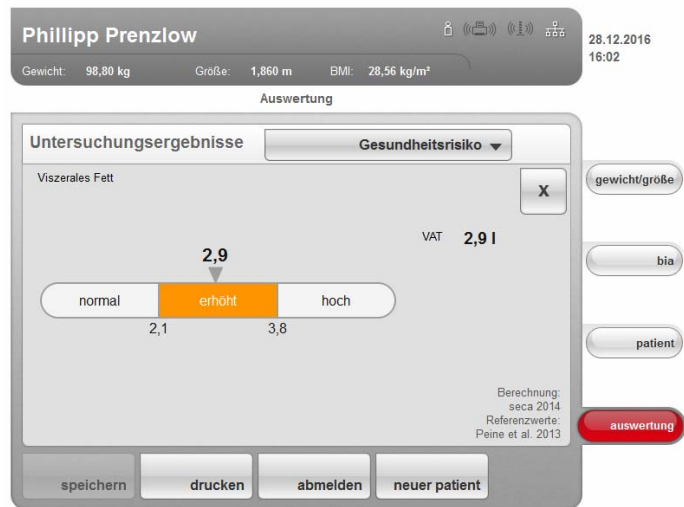 Phillipp Prenzlow
Gewicht: 98,80 kg Größe: 1,860 m BMI: 28,56 kg/m²
28.12.2016
16:02
Auswertung
Untersuchungsergebnisse
Gesundheitsrisiko
Viszerales Fett
X
VAT 2,9 l
2,9
normal erhöht hoch
2,1 3,8
Berechnung:
seca 2014
Referenzwerte:
Peine et al. 2013
gewicht/größe
bia
patient
auswertung
speichern drucken abmelden neuer patient